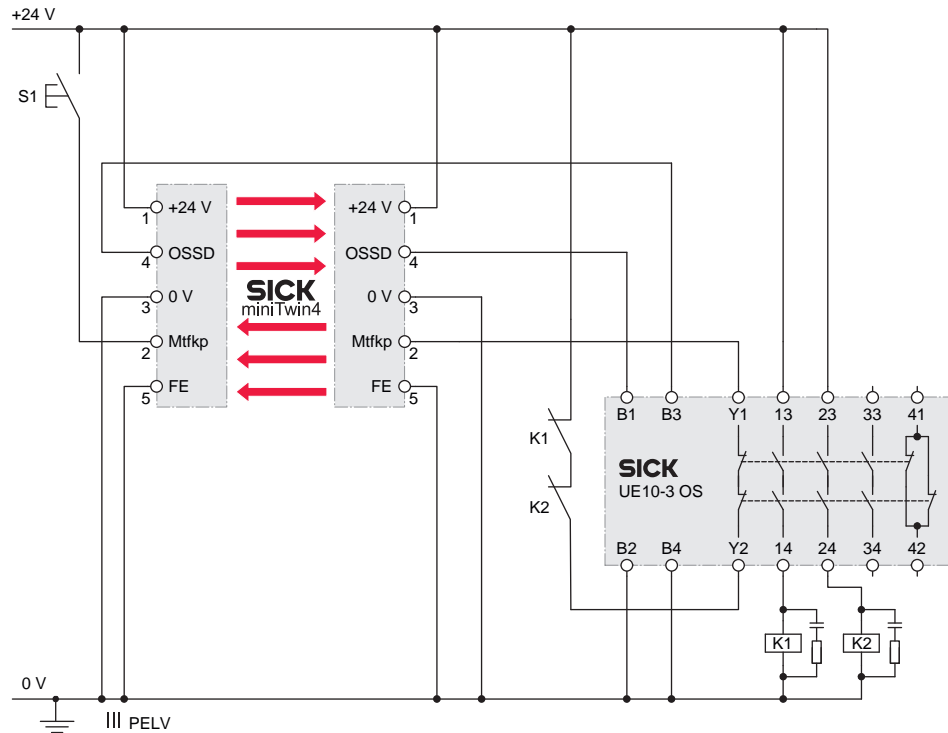 +24 V
S1
+24 V
1
OSSD
4
0 V
3
Mtfkp
2
FE
5
SICK
miniTwin4
+24 V
1
OSSD
4
0 V
3
Mtfkp
2
FE
5
K1
K2
B1 B3 Y1 13 23 33 41
SICK
UE10-3 OS
B2 B4 Y2 14 24 34 42
K1 K2
0 V
PELV